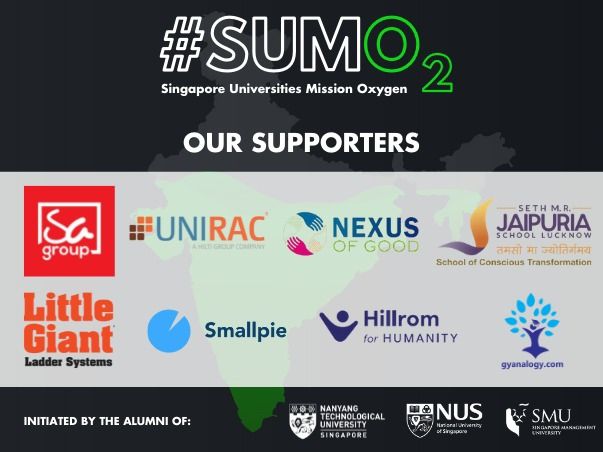 #SUMO2
Singapore Universities Mission Oxygen
OUR SUPPORTERS
Sa
group
UNIRAC®
A HILTI GROUP COMPANY
NEXUS
OF GOOD
SETH M.R.
JAIPURIA
SCHOOL LUCKNOW
तमसो मा ज्योतिर्गमय
School of Conscious Transformation
Little
Giant®
Ladder Systems
Smallpie
Hillrom
for HUMANITY
gyanalogy.com
INITIATED BY THE ALUMNI OF:
NANYANG
TECHNOLOGICAL
UNIVERSITY
SINGAPORE
NUS
National University
of Singapore
SMU
SINGAPORE MANAGEMENT
UNIVERSITY